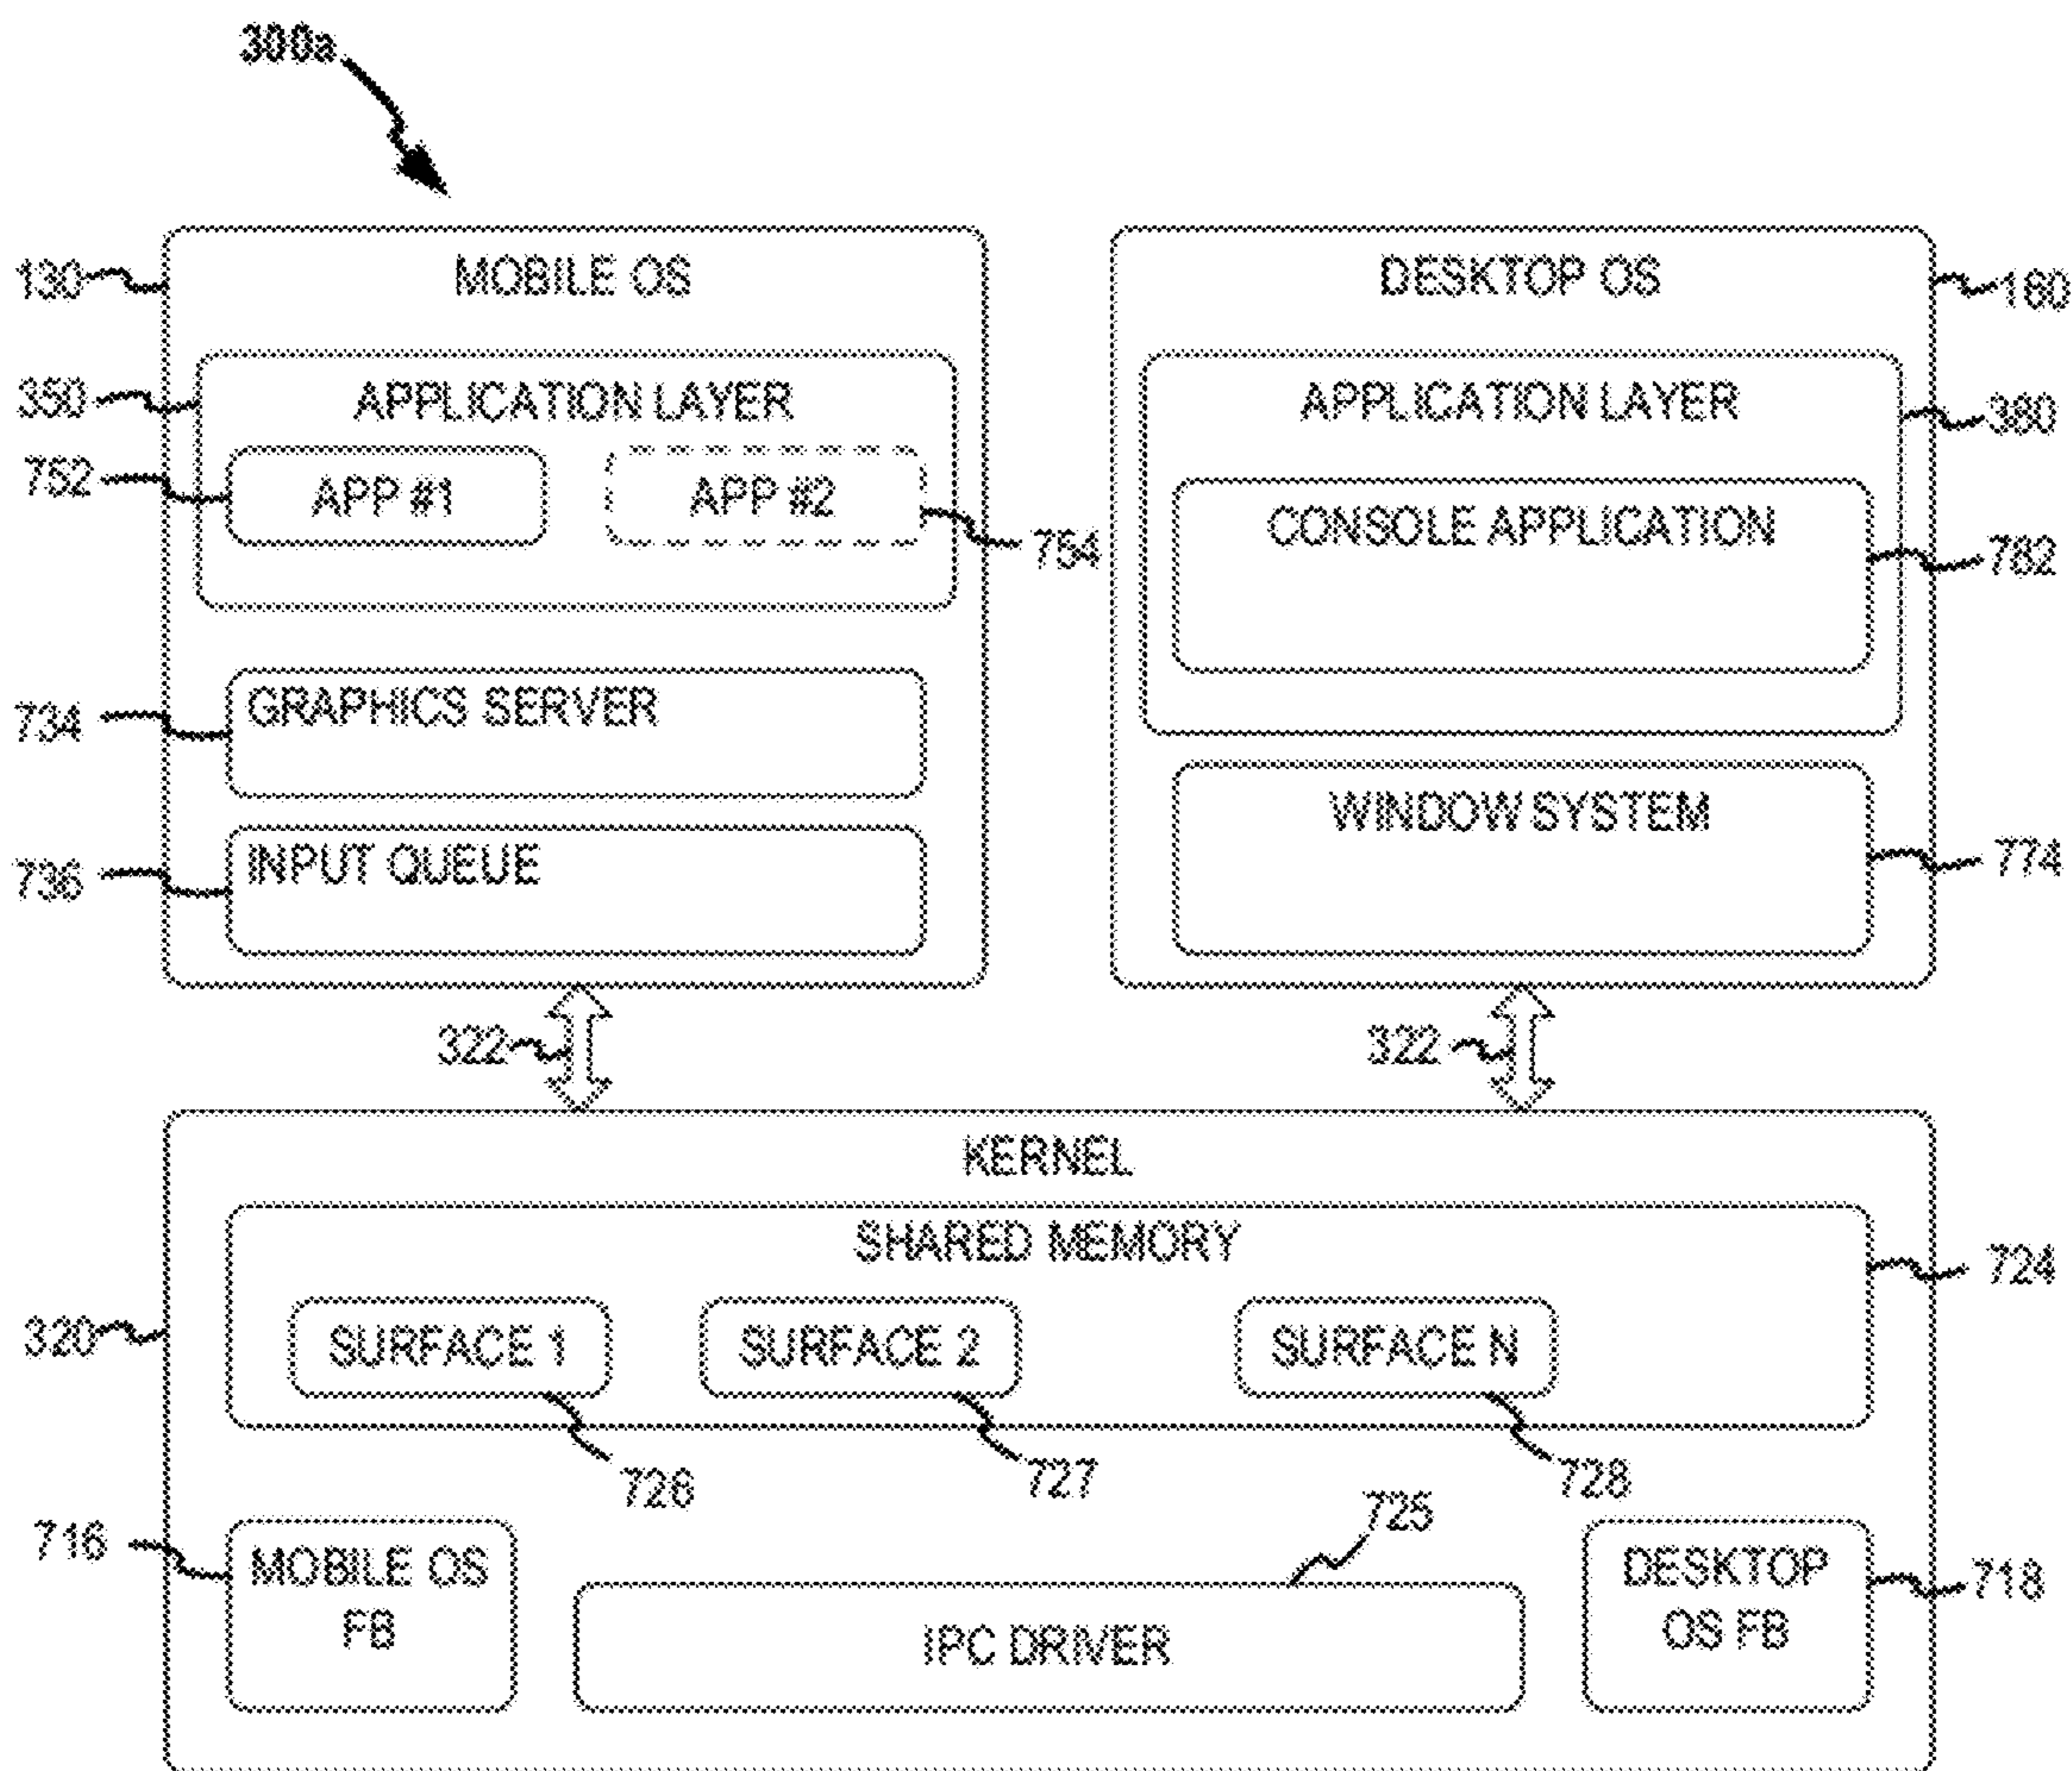 300a
MOBILE OS
DESKTOP OS
130
160
350
APPLICATION LAYER
APPLICATION LAYER
380
752
APP #1
APP #2
754
CONSOLE APPLICATION
782
734
GRAPHICS SERVER
WINDOW SYSTEM
774
736
INPUT QUEUE
322
322
KERNEL
SHARED MEMORY
724
320
SURFACE 1
SURFACE 2
SURFACE N
726
727
728
725
716
MOBILE OS
FB
IPC DRIVER
DESKTOP
OS FB
718